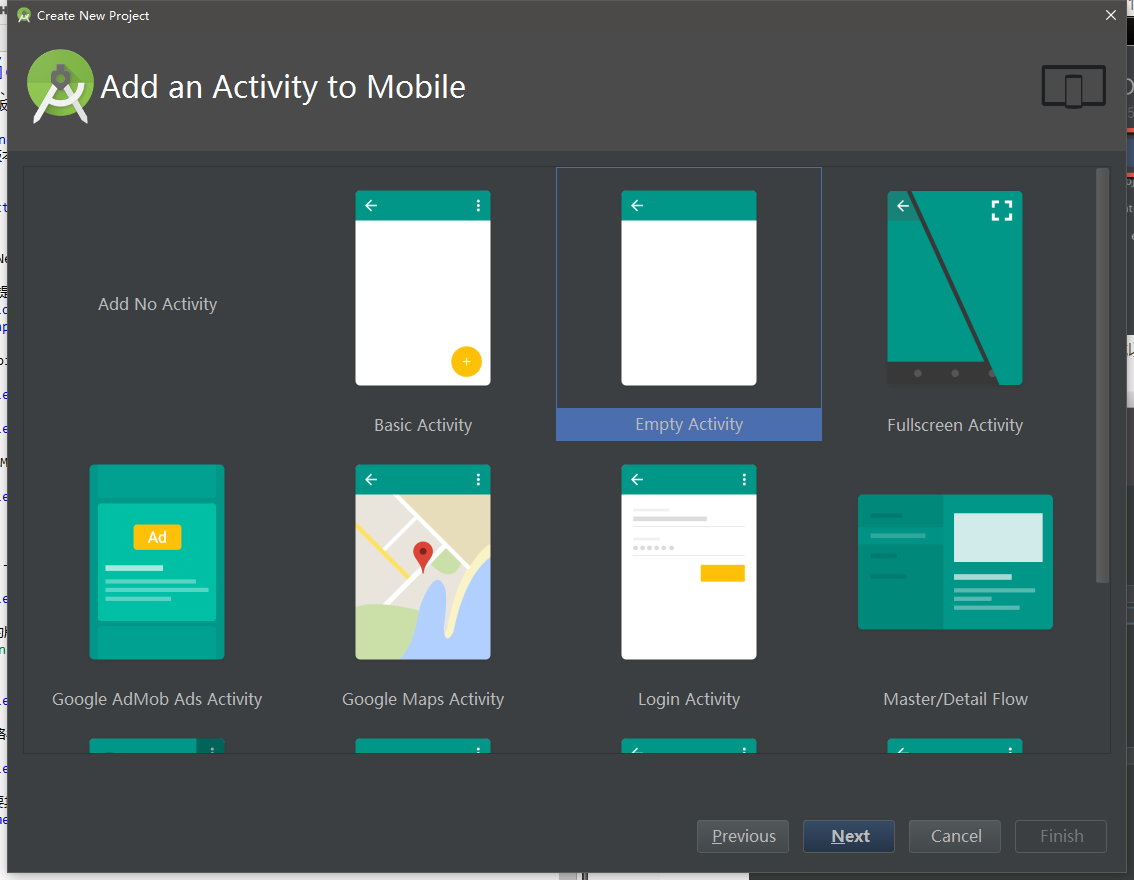 Create New Project
Add an Activity to Mobile
Add No Activity
Basic Activity
Empty Activity
Fullscreen Activity
Ad
Google AdMob Ads Activity
Google Maps Activity
Login Activity
Master/Detail Flow
Previous
Next
Cancel
Finish